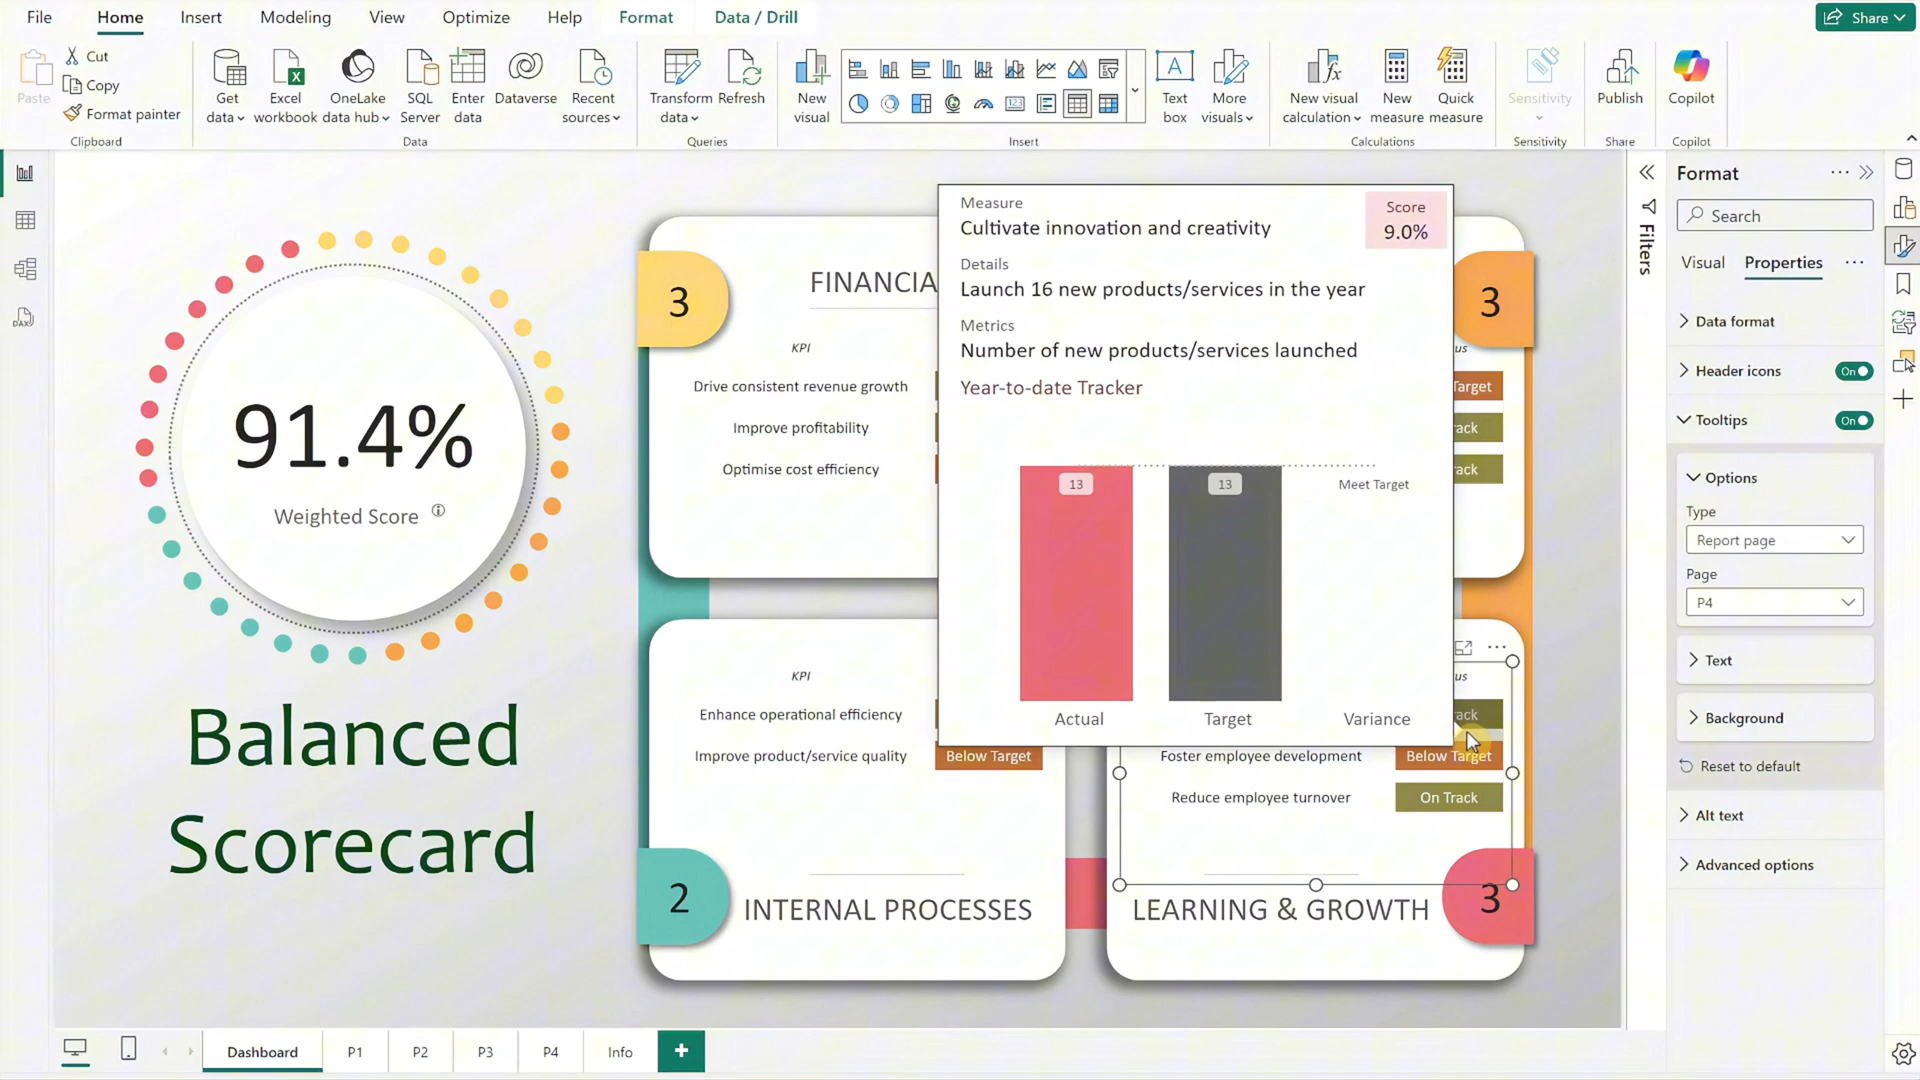 File Home Insert Modeling View Optimize Help Format Data / Drill Share
Paste
Cut
Copy
Format painter
Clipboard
Get data
Excel workbook
OneLake data hub
SQL Server
Enter data
Dataverse
Recent sources
Data
Transform data
Refresh
Queries
New visual
Text box
More visuals
Insert
New visual calculation
New measure
Quick measure
Calculations
Sensitivity
Sensitivity
Publish
Share
Copilot
Copilot
DAX
91.4%
Weighted Score
Balanced
Scorecard
3
FINANCIA
KPI
Drive consistent revenue growth
Improve profitability
Optimise cost efficiency
3
us
Target
ack
ack
Measure
Cultivate innovation and creativity
Score
9.0%
Details
Launch 16 new products/services in the year
Metrics
Number of new products/services launched
Year-to-date Tracker
13
13
Meet Target
Actual
Target
Variance
KPI
Enhance operational efficiency
Improve product/service quality
Below Target
2
INTERNAL PROCESSES
us
ack
Foster employee development
Below Target
Reduce employee turnover
On Track
LEARNING & GROWTH
3
Filters
Format
Search
Visual
Properties
Data format
Header icons
On
Tooltips
On
Options
Type
Report page
Page
P4
Text
Background
Reset to default
Alt text
Advanced options
Dashboard P1 P2 P3 P4 Info